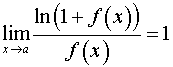 lim_{x→a} ln(1+f(x))/f(x) = 1